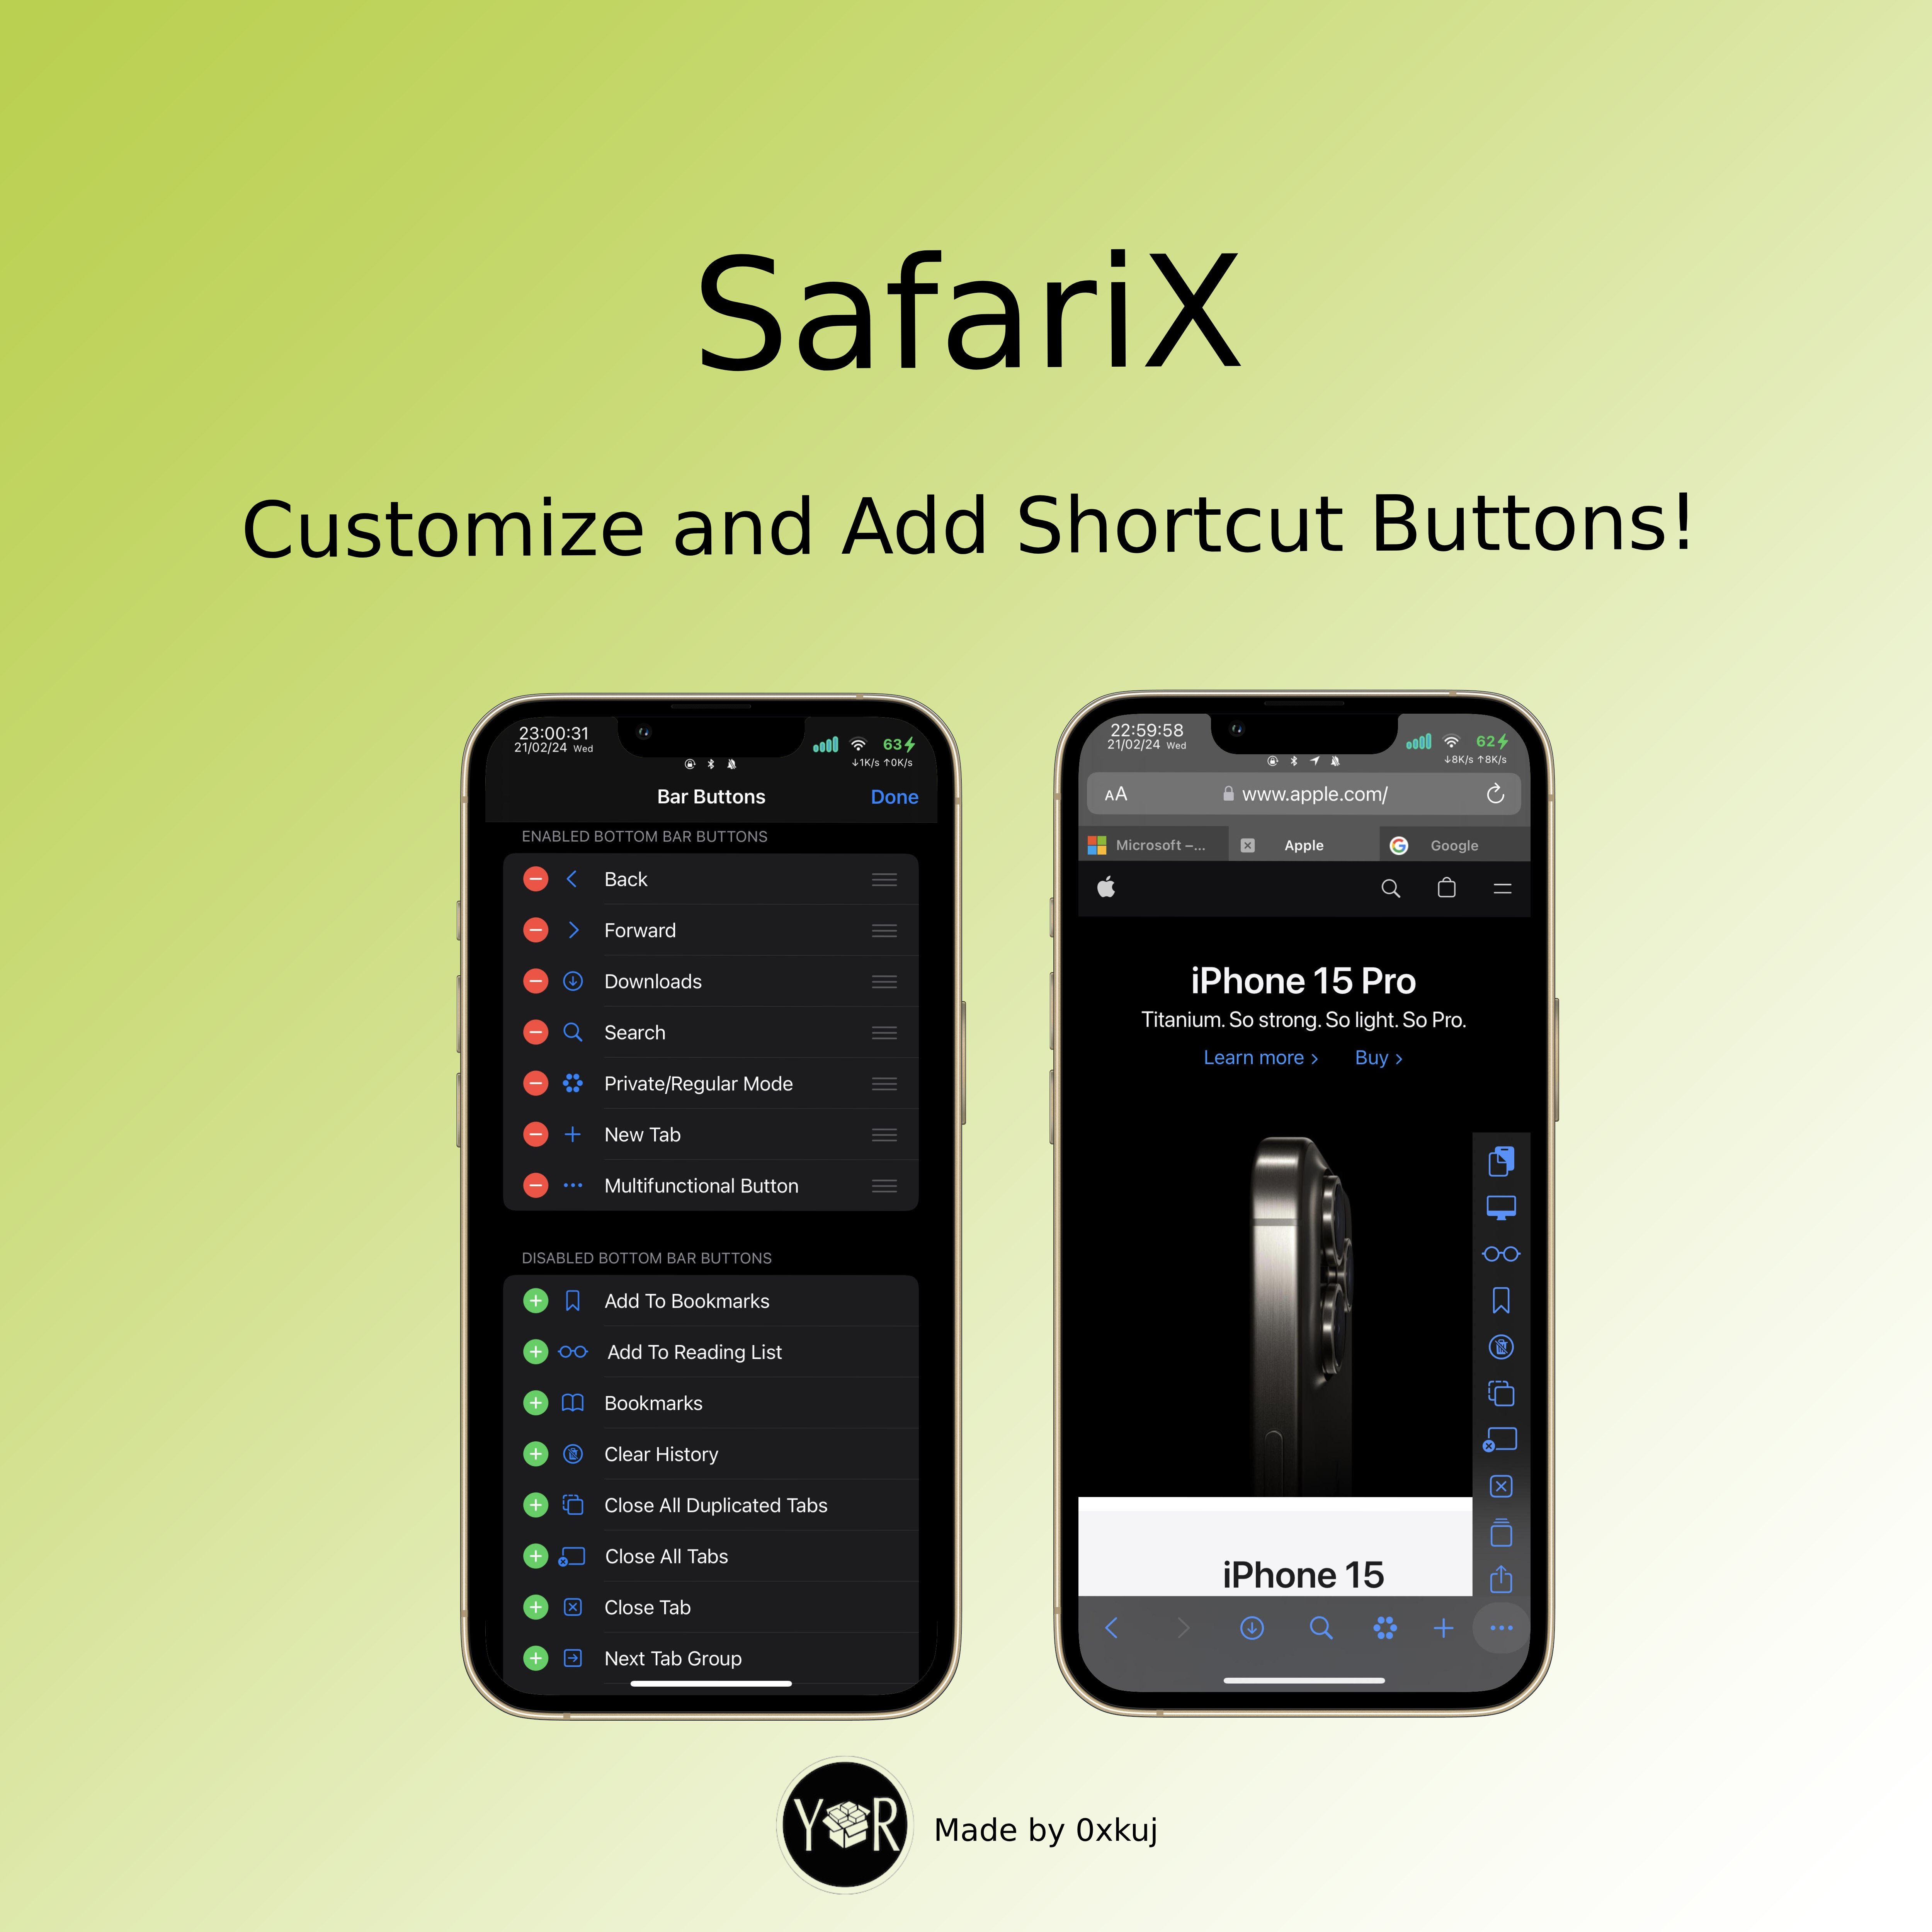 SafariX
Customize and Add Shortcut Buttons!
23:00:31
21/02/24 Wed
63
↓1K/s ↑0K/s
Bar Buttons
Done
ENABLED BOTTOM BAR BUTTONS
Back
Forward
Downloads
Search
Private/Regular Mode
New Tab
Multifunctional Button
DISABLED BOTTOM BAR BUTTONS
Add To Bookmarks
Add To Reading List
Bookmarks
Clear History
Close All Duplicated Tabs
Close All Tabs
Close Tab
Next Tab Group
22:59:58
21/02/24 Wed
62
↓8K/s ↑8K/s
AA
www.apple.com/
Microsoft –...
Apple
Google
iPhone 15 Pro
Titanium. So strong. So light. So Pro.
Learn more >
Buy >
iPhone 15
Y R
Made by 0xkuj